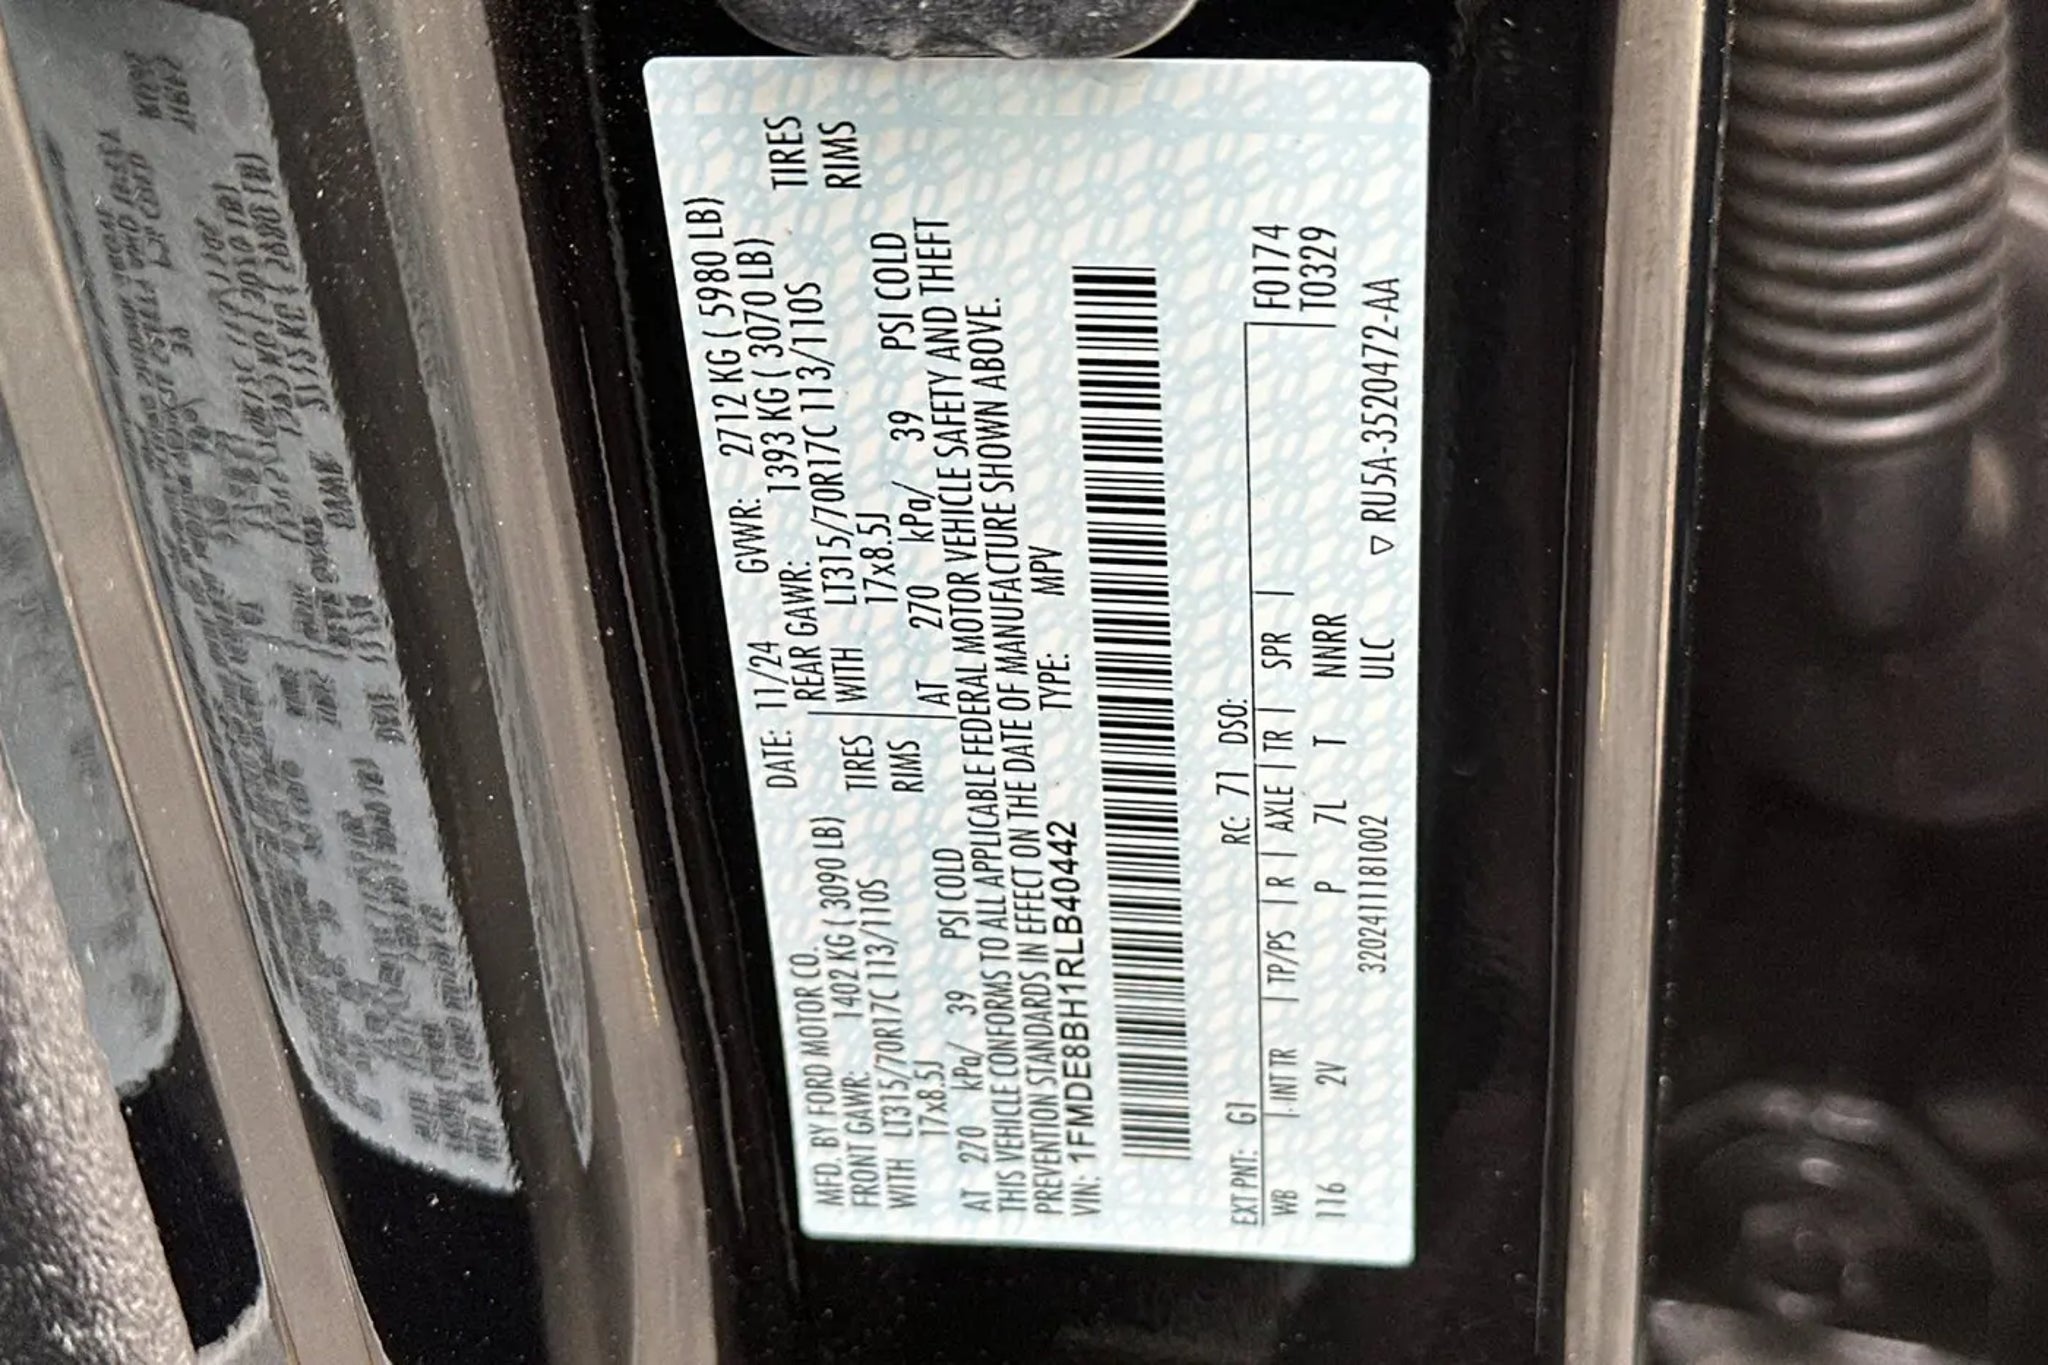 MFD. BY FORD MOTOR CO.
DATE: 11/24 GVWR: 2712 KG ( 5980 LB)
FRONT GAWR: 1402 KG ( 3090 LB) REAR GAWR: 1393 KG ( 3070 LB)
WITH LT315/70R17C 113/110S TIRES WITH LT315/70R17C 113/110S TIRES
17x8.5J RIMS 17x8.5J RIMS
AT 270 kPa/ 39 PSI COLD AT 270 kPa/ 39 PSI COLD
THIS VEHICLE CONFORMS TO ALL APPLICABLE FEDERAL MOTOR VEHICLE SAFETY AND THEFT
PREVENTION STANDARDS IN EFFECT ON THE DATE OF MANUFACTURE SHOWN ABOVE.
VIN: 1FMDE8BH1RLB40442 TYPE: MPV
EXT PNT: G1 RC: 71 DSO:
WB INT TR TP/PS R AXLE TR SPR F0174
116 2V P 7L T NNRR T0329
3202411181002 ULC ▽ RU5A-3520472-AA